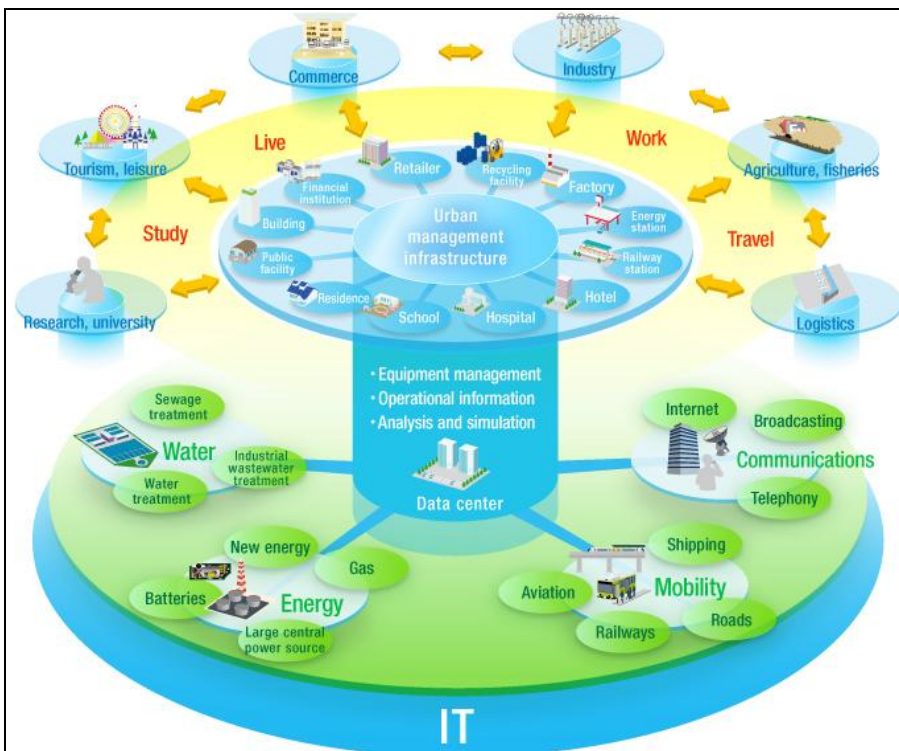 Commerce
Industry
Tourism, leisure
Agriculture, fisheries
Research, university
Logistics
Live
Work
Study
Travel
Retailer
Recycling
facility
Financial
institution
Factory
Building
Energy
station
Public
facility
Railway
station
Residence
Hotel
School
Hospital
Urban
management
infrastructure
• Equipment management
• Operational information
• Analysis and simulation
Data center
Sewage
treatment
Water
Industrial
wastewater
treatment
Water
treatment
Internet
Broadcasting
Communications
Telephony
New energy
Gas
Batteries
Energy
Large central
power source
Shipping
Aviation
Mobility
Railways
Roads
IT